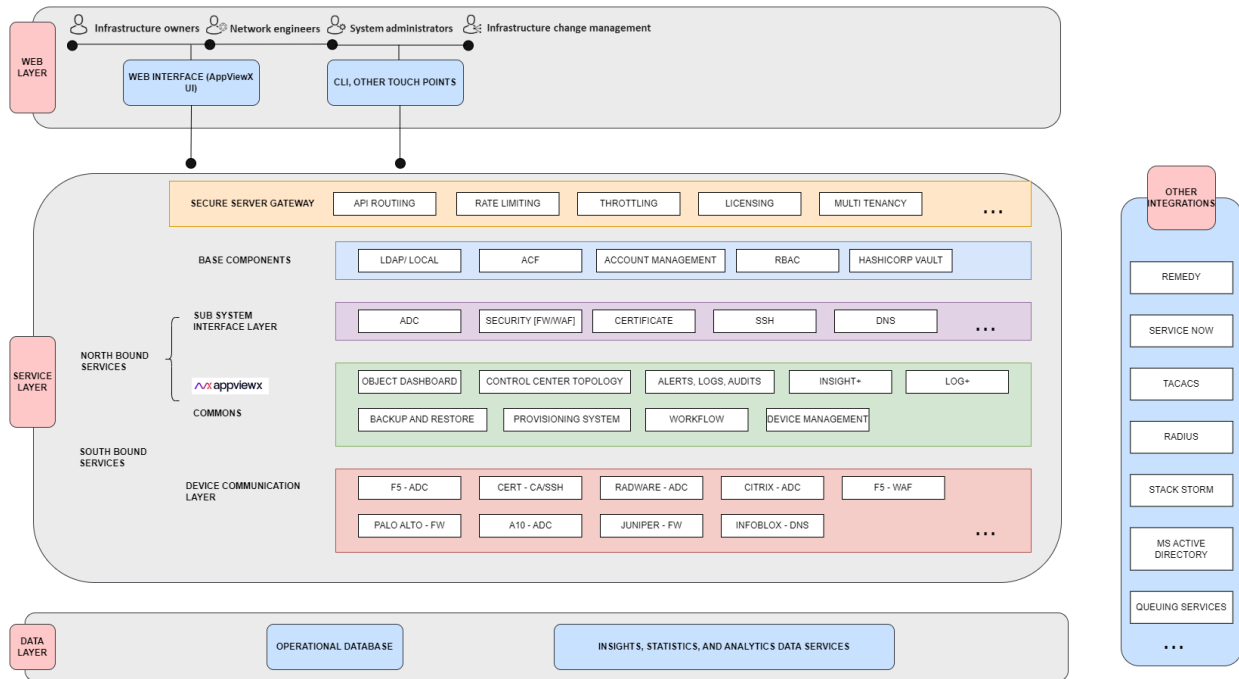 Infrastructure owners
Network engineers
System administrators
Infrastructure change management
WEB
LAYER
WEB INTERFACE (AppViewX
UI)
CLI, OTHER TOUCH POINTS
SECURE SERVER GATEWAY
API ROUTIING
RATE LIMITING
THROTTLING
LICENSING
MULTI TENANCY
...
BASE COMPONENTS
LDAP/ LOCAL
ACF
ACCOUNT MANAGEMENT
RBAC
HASHICORP VAULT
SERVICE
LAYER
NORTH BOUND
SERVICES
SUB SYSTEM
INTERFACE LAYER
ADC
SECURITY [FW/WAF]
CERTIFICATE
SSH
DNS
...
appviewx
COMMONS
OBJECT DASHBOARD
CONTROL CENTER TOPOLOGY
ALERTS, LOGS, AUDITS
INSIGHT+
LOG+
BACKUP AND RESTORE
PROVISIONING SYSTEM
WORKFLOW
DEVICE MANAGEMENT
SOUTH BOUND
SERVICES
DEVICE COMMUNICATION
LAYER
F5 - ADC
CERT - CA/SSH
RADWARE - ADC
CITRIX - ADC
F5 - WAF
PALO ALTO - FW
A10 - ADC
JUNIPER - FW
INFOBLOX - DNS
...
DATA
LAYER
OPERATIONAL DATABASE
INSIGHTS, STATISTICS, AND ANALYTICS DATA SERVICES
OTHER
INTEGRATIONS
REMEDY
SERVICE NOW
TACACS
RADIUS
STACK STORM
MS ACTIVE
DIRECTORY
QUEUING SERVICES
...